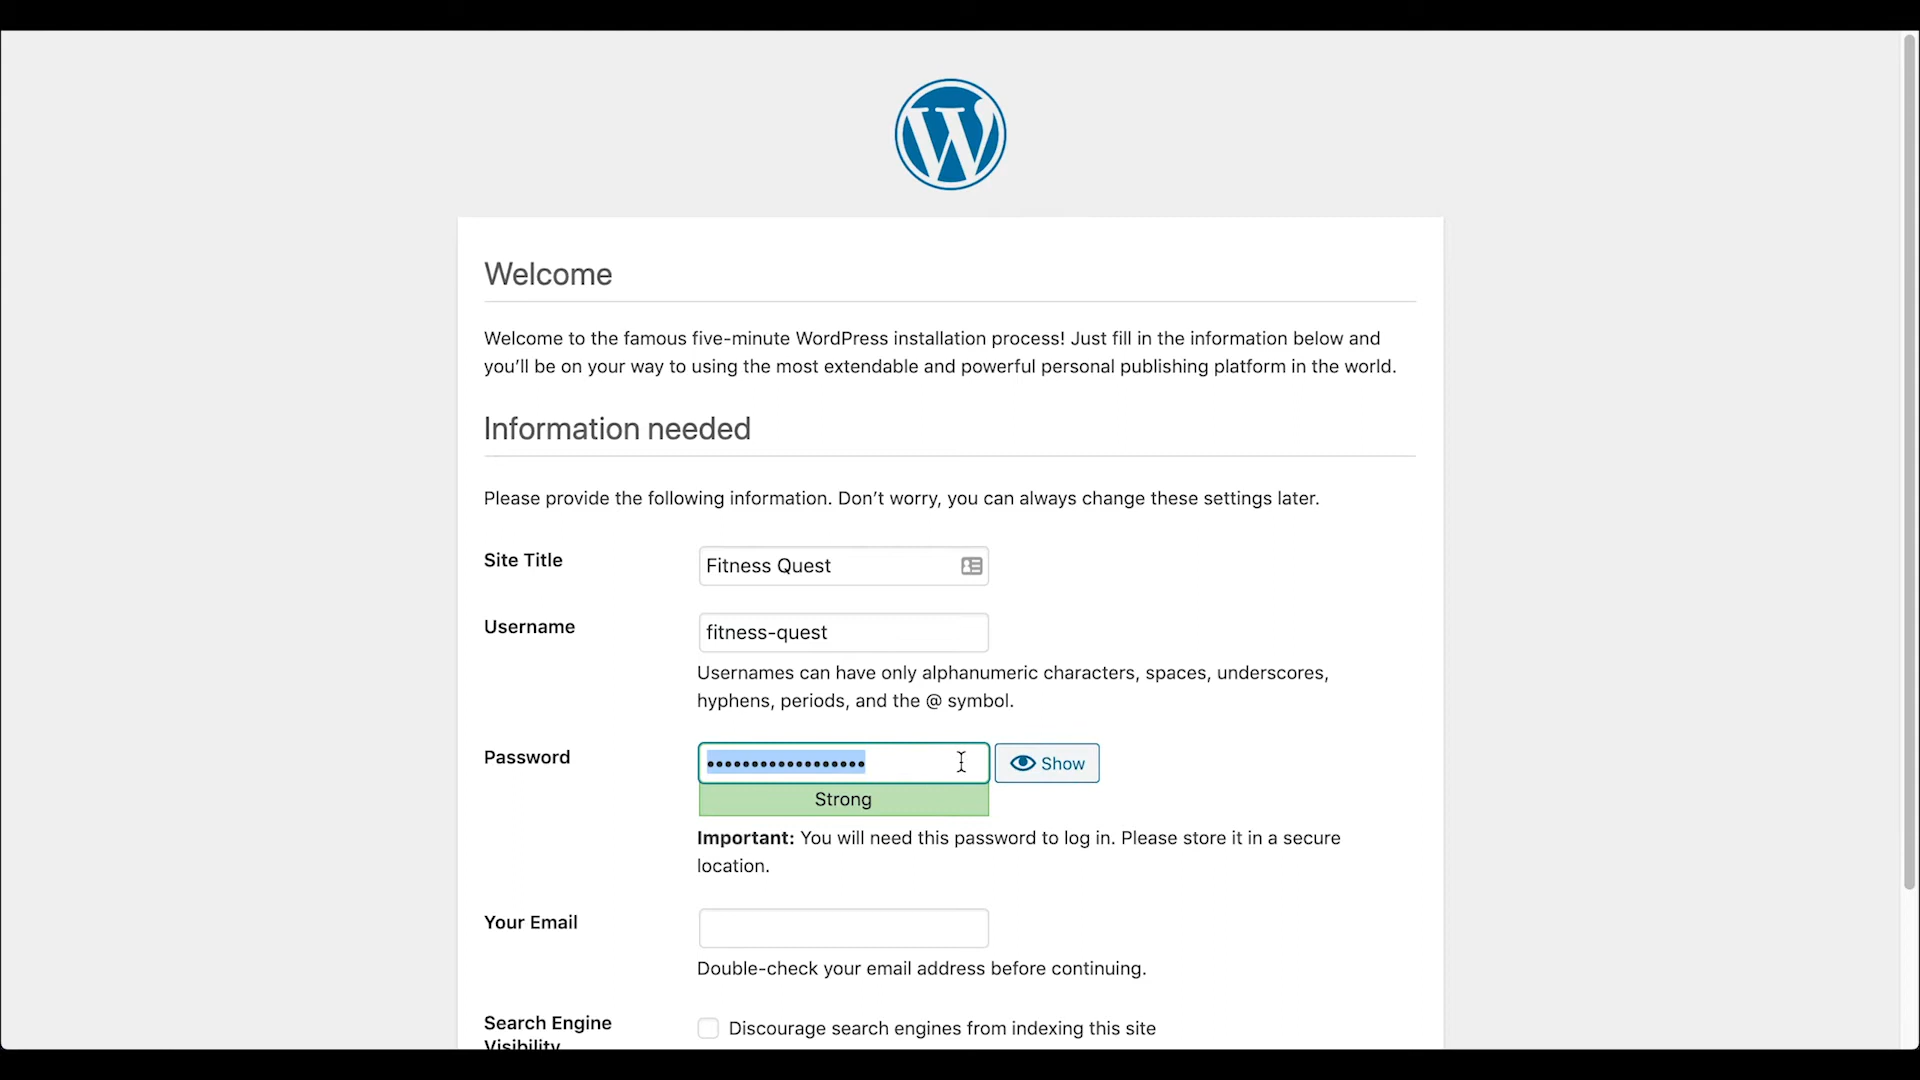 Welcome
Welcome to the famous five-minute WordPress installation process! Just fill in the information below and
you’ll be on your way to using the most extendable and powerful personal publishing platform in the world.
Information needed
Please provide the following information. Don’t worry, you can always change these settings later.
Site Title
Fitness Quest
Username
fitness-quest
Usernames can have only alphanumeric characters, spaces, underscores,
hyphens, periods, and the @ symbol.
Password
••••••••••••••••••
Show
Strong
Important: You will need this password to log in. Please store it in a secure
location.
Your Email
Double-check your email address before continuing.
Search Engine
Visibility
Discourage search engines from indexing this site